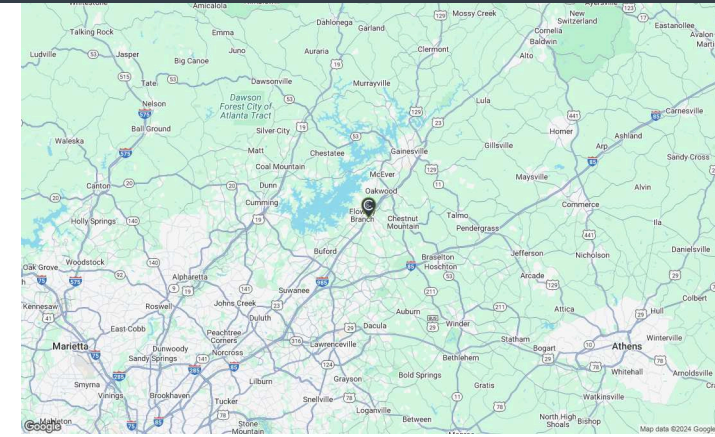 Amicalola
Talking Rock
Ludville
Jasper
Tate
Nelson
Ball Ground
Waleska
Canton
Holly Springs
Woodstock
Oak Grove
Kennesaw
Marietta
Smyrna
Vinings
Mableton
Emma
Juno
Big Canoe
Dawsonville
Dawson
Forest City of
Atlanta Tract
Silver City
Matt
Coal Mountain
Dunn
Cumming
Alpharetta
Roswell
East-Cobb
Dunwoody
Sandy Springs
Brookhaven
Dahlonega
Garland
Auraria
Murrayville
Chestatee
Gainesville
McEver
Oakwood
Flowery
Branch
Chestnut
Mountain
Buford
Suwanee
Johns Creek
Duluth
Peachtree
Corners
Norcross
Lilburn
Tucker
Stone
Mountain
Mossy Creek
Clermont
Lula
Gillsville
Talmo
Pendergrass
Braselton
Hoschton
Auburn
Dacula
Winder
Lawrenceville
Grayson
Snellville
Loganville
Between
Bold Springs
Bethlehem
Gratis
New
Switzerland
Cornelia
Baldwin
Alto
Eastanollee
Avalon
Homer
Arp
Ashland
Carnesville
Sandy Cross
Maysville
Commerce
Alvin
Ila
Danielsville
Nicholson
Jefferson
Arcade
Attica
Statham
Bogart
Athens
Hull
Colbert
Winterville
Whitehall
Arnoldsville
Watkinsville
North High
Shoals
Bishop
Google
Map data ©2024 Google